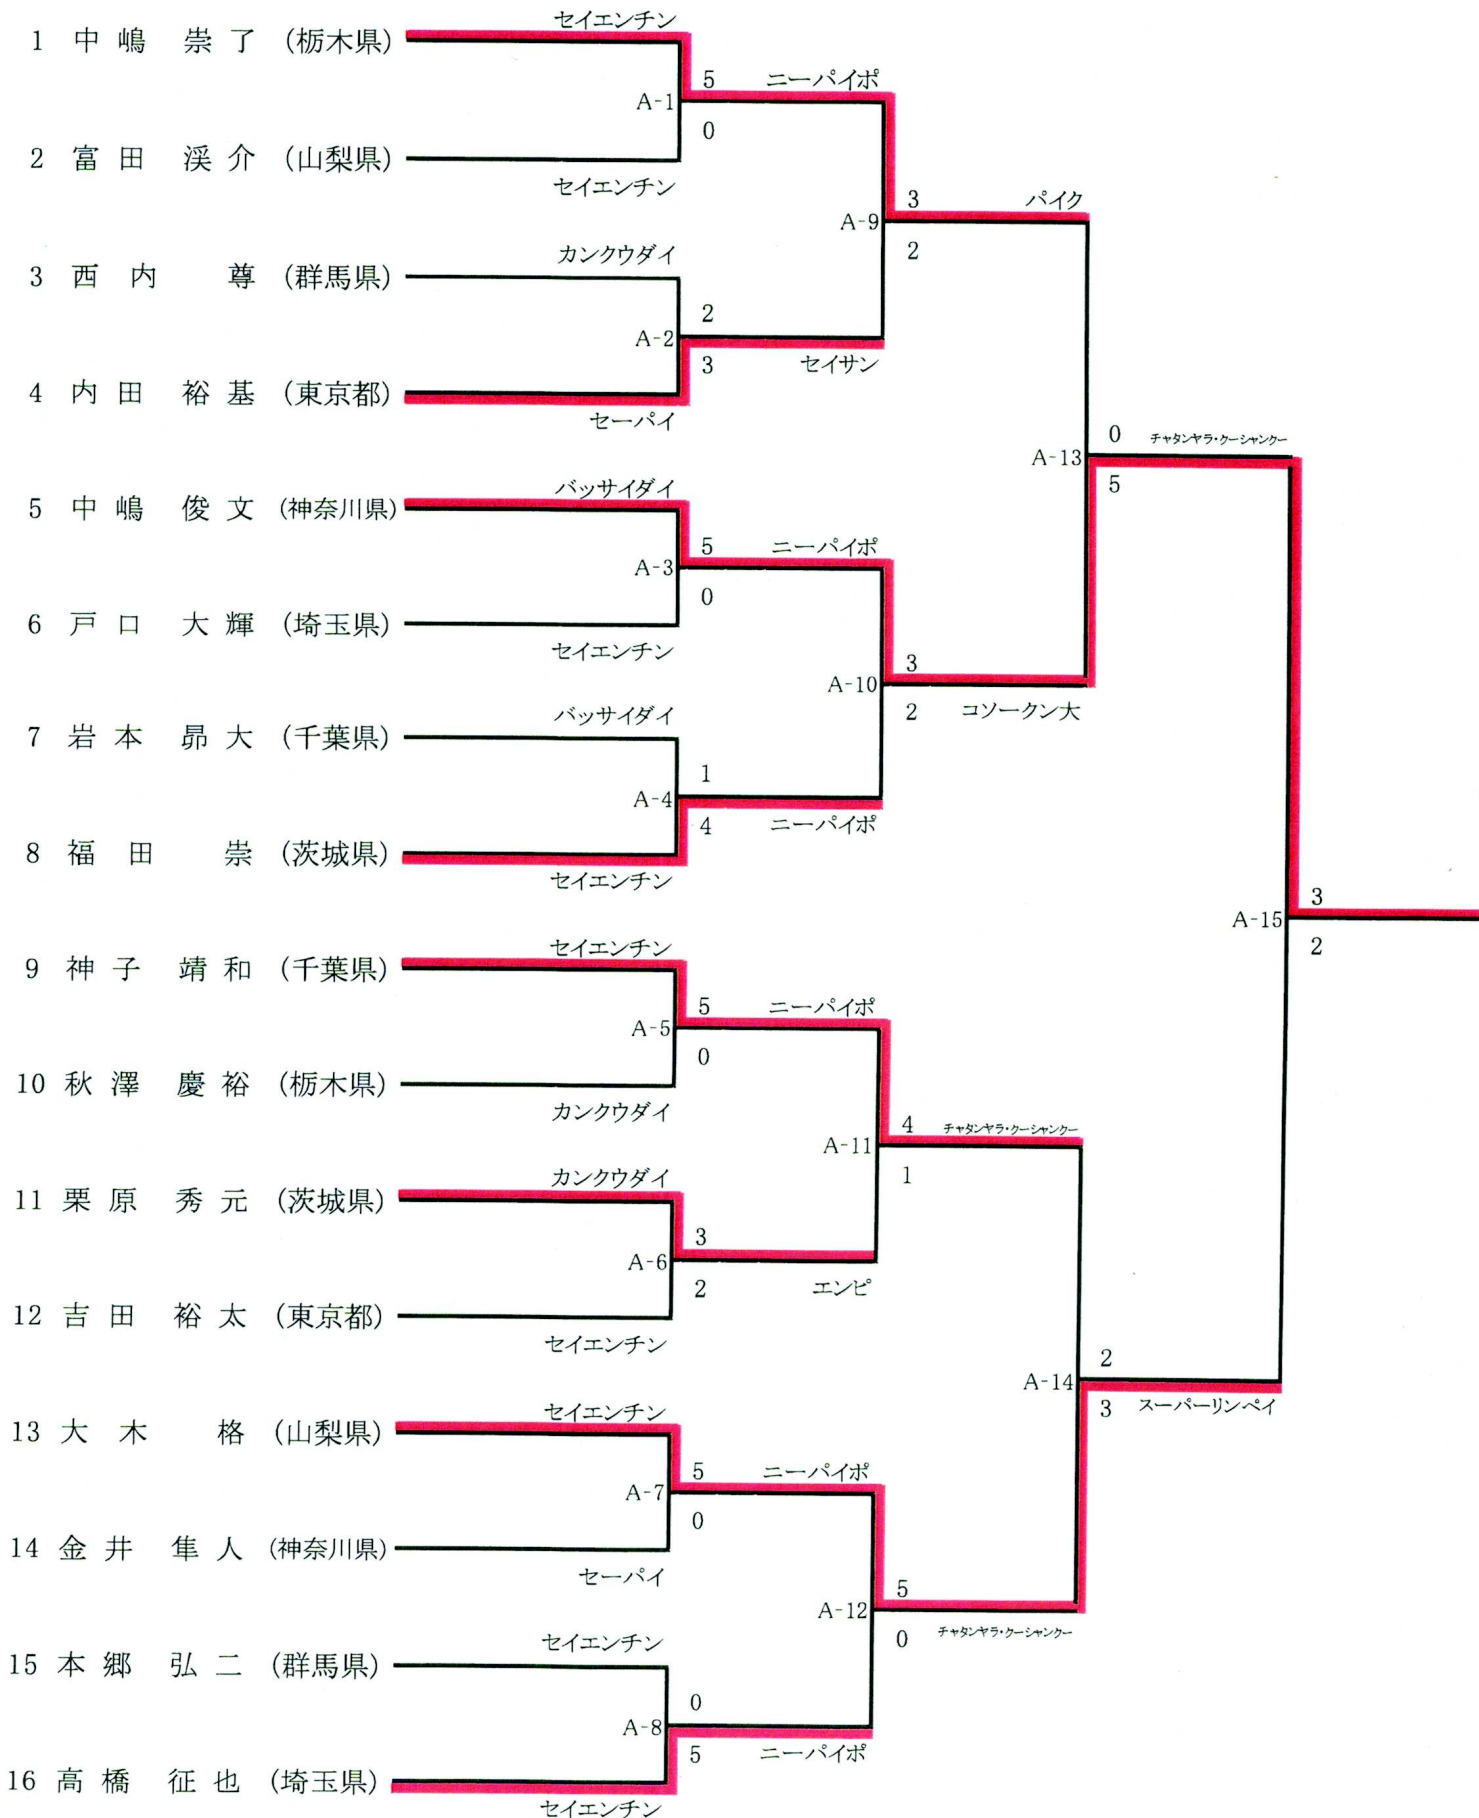 セイエンチン
1 中嶋 崇了 (栃木県)
5 ニーパイポ
A-1
0
2 富田 渓介 (山梨県)
セイエンチン
3 パイク
A-9
2
カンクウダイ
3 西内 尊 (群馬県)
2
A-2
3 セイサン
4 内田 裕基 (東京都)
セーパイ
0 チャタンヤラ・クーシャンクー
A-13
5
バッサイダイ
5 中嶋 俊文 (神奈川県)
5 ニーパイポ
A-3
0
6 戸口 大輝 (埼玉県)
セイエンチン
3
A-10
2 コソークン大
バッサイダイ
7 岩本 昴大 (千葉県)
1
A-4
4 ニーパイポ
8 福田 崇 (茨城県)
セイエンチン
3
A-15
2
セイエンチン
9 神子 靖和 (千葉県)
5 ニーパイポ
A-5
0
10 秋澤 慶裕 (栃木県)
カンクウダイ
4 チャタンヤラ・クーシャンクー
A-11
1
カンクウダイ
11 栗原 秀元 (茨城県)
3
A-6
2 エンピ
12 吉田 裕太 (東京都)
セイエンチン
2
A-14
3 スーパーリンペイ
セイエンチン
13 大木 格 (山梨県)
5 ニーパイポ
A-7
0
14 金井 隼人 (神奈川県)
セーパイ
5
A-12
0 チャタンヤラ・クーシャンクー
セイエンチン
15 本郷 弘二 (群馬県)
0
A-8
5 ニーパイポ
16 高橋 征也 (埼玉県)
セイエンチン